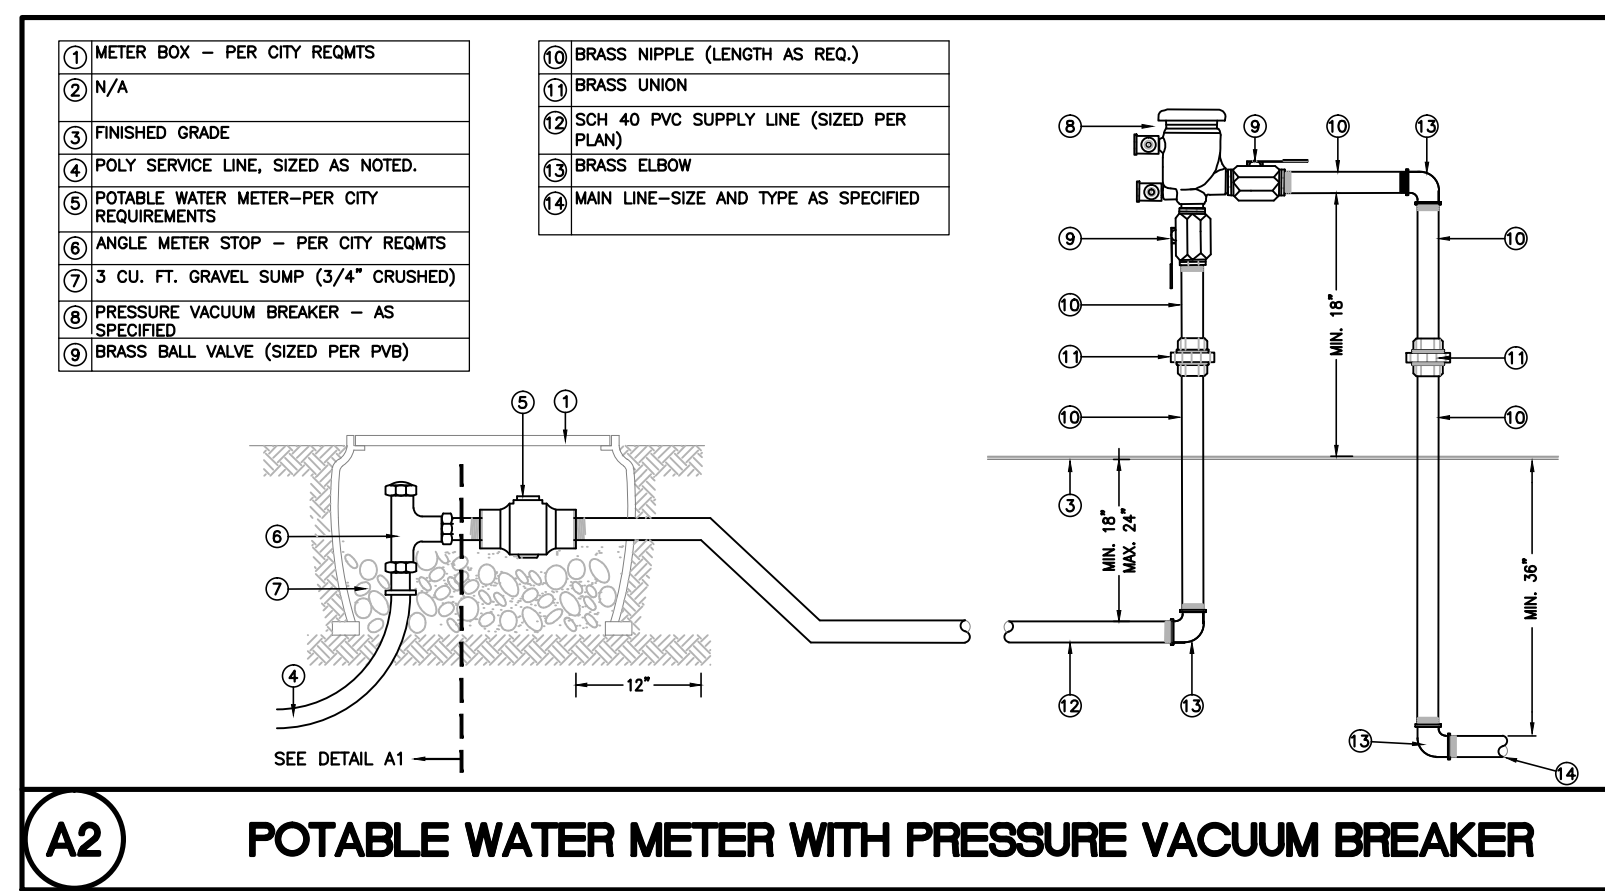 1 METER BOX – PER CITY REQMTS
2 N/A
3 FINISHED GRADE
4 POLY SERVICE LINE, SIZED AS NOTED.
5 POTABLE WATER METER–PER CITY
REQUIREMENTS
6 ANGLE METER STOP – PER CITY REQMTS
7 3 CU. FT. GRAVEL SUMP (3/4" CRUSHED)
8 PRESSURE VACUUM BREAKER – AS
SPECIFIED
9 BRASS BALL VALVE (SIZED PER PVB)
10 BRASS NIPPLE (LENGTH AS REQ.)
11 BRASS UNION
12 SCH 40 PVC SUPPLY LINE (SIZED PER
PLAN)
13 BRASS ELBOW
14 MAIN LINE–SIZE AND TYPE AS SPECIFIED
8
9
10
13
9
10
10
MIN. 18"
11
11
5
1
10
10
3
MIN. 18"
MAX. 24"
6
7
MIN. 36"
4
12"
12
13
13
14
SEE DETAIL A1
A2
POTABLE WATER METER WITH PRESSURE VACUUM BREAKER